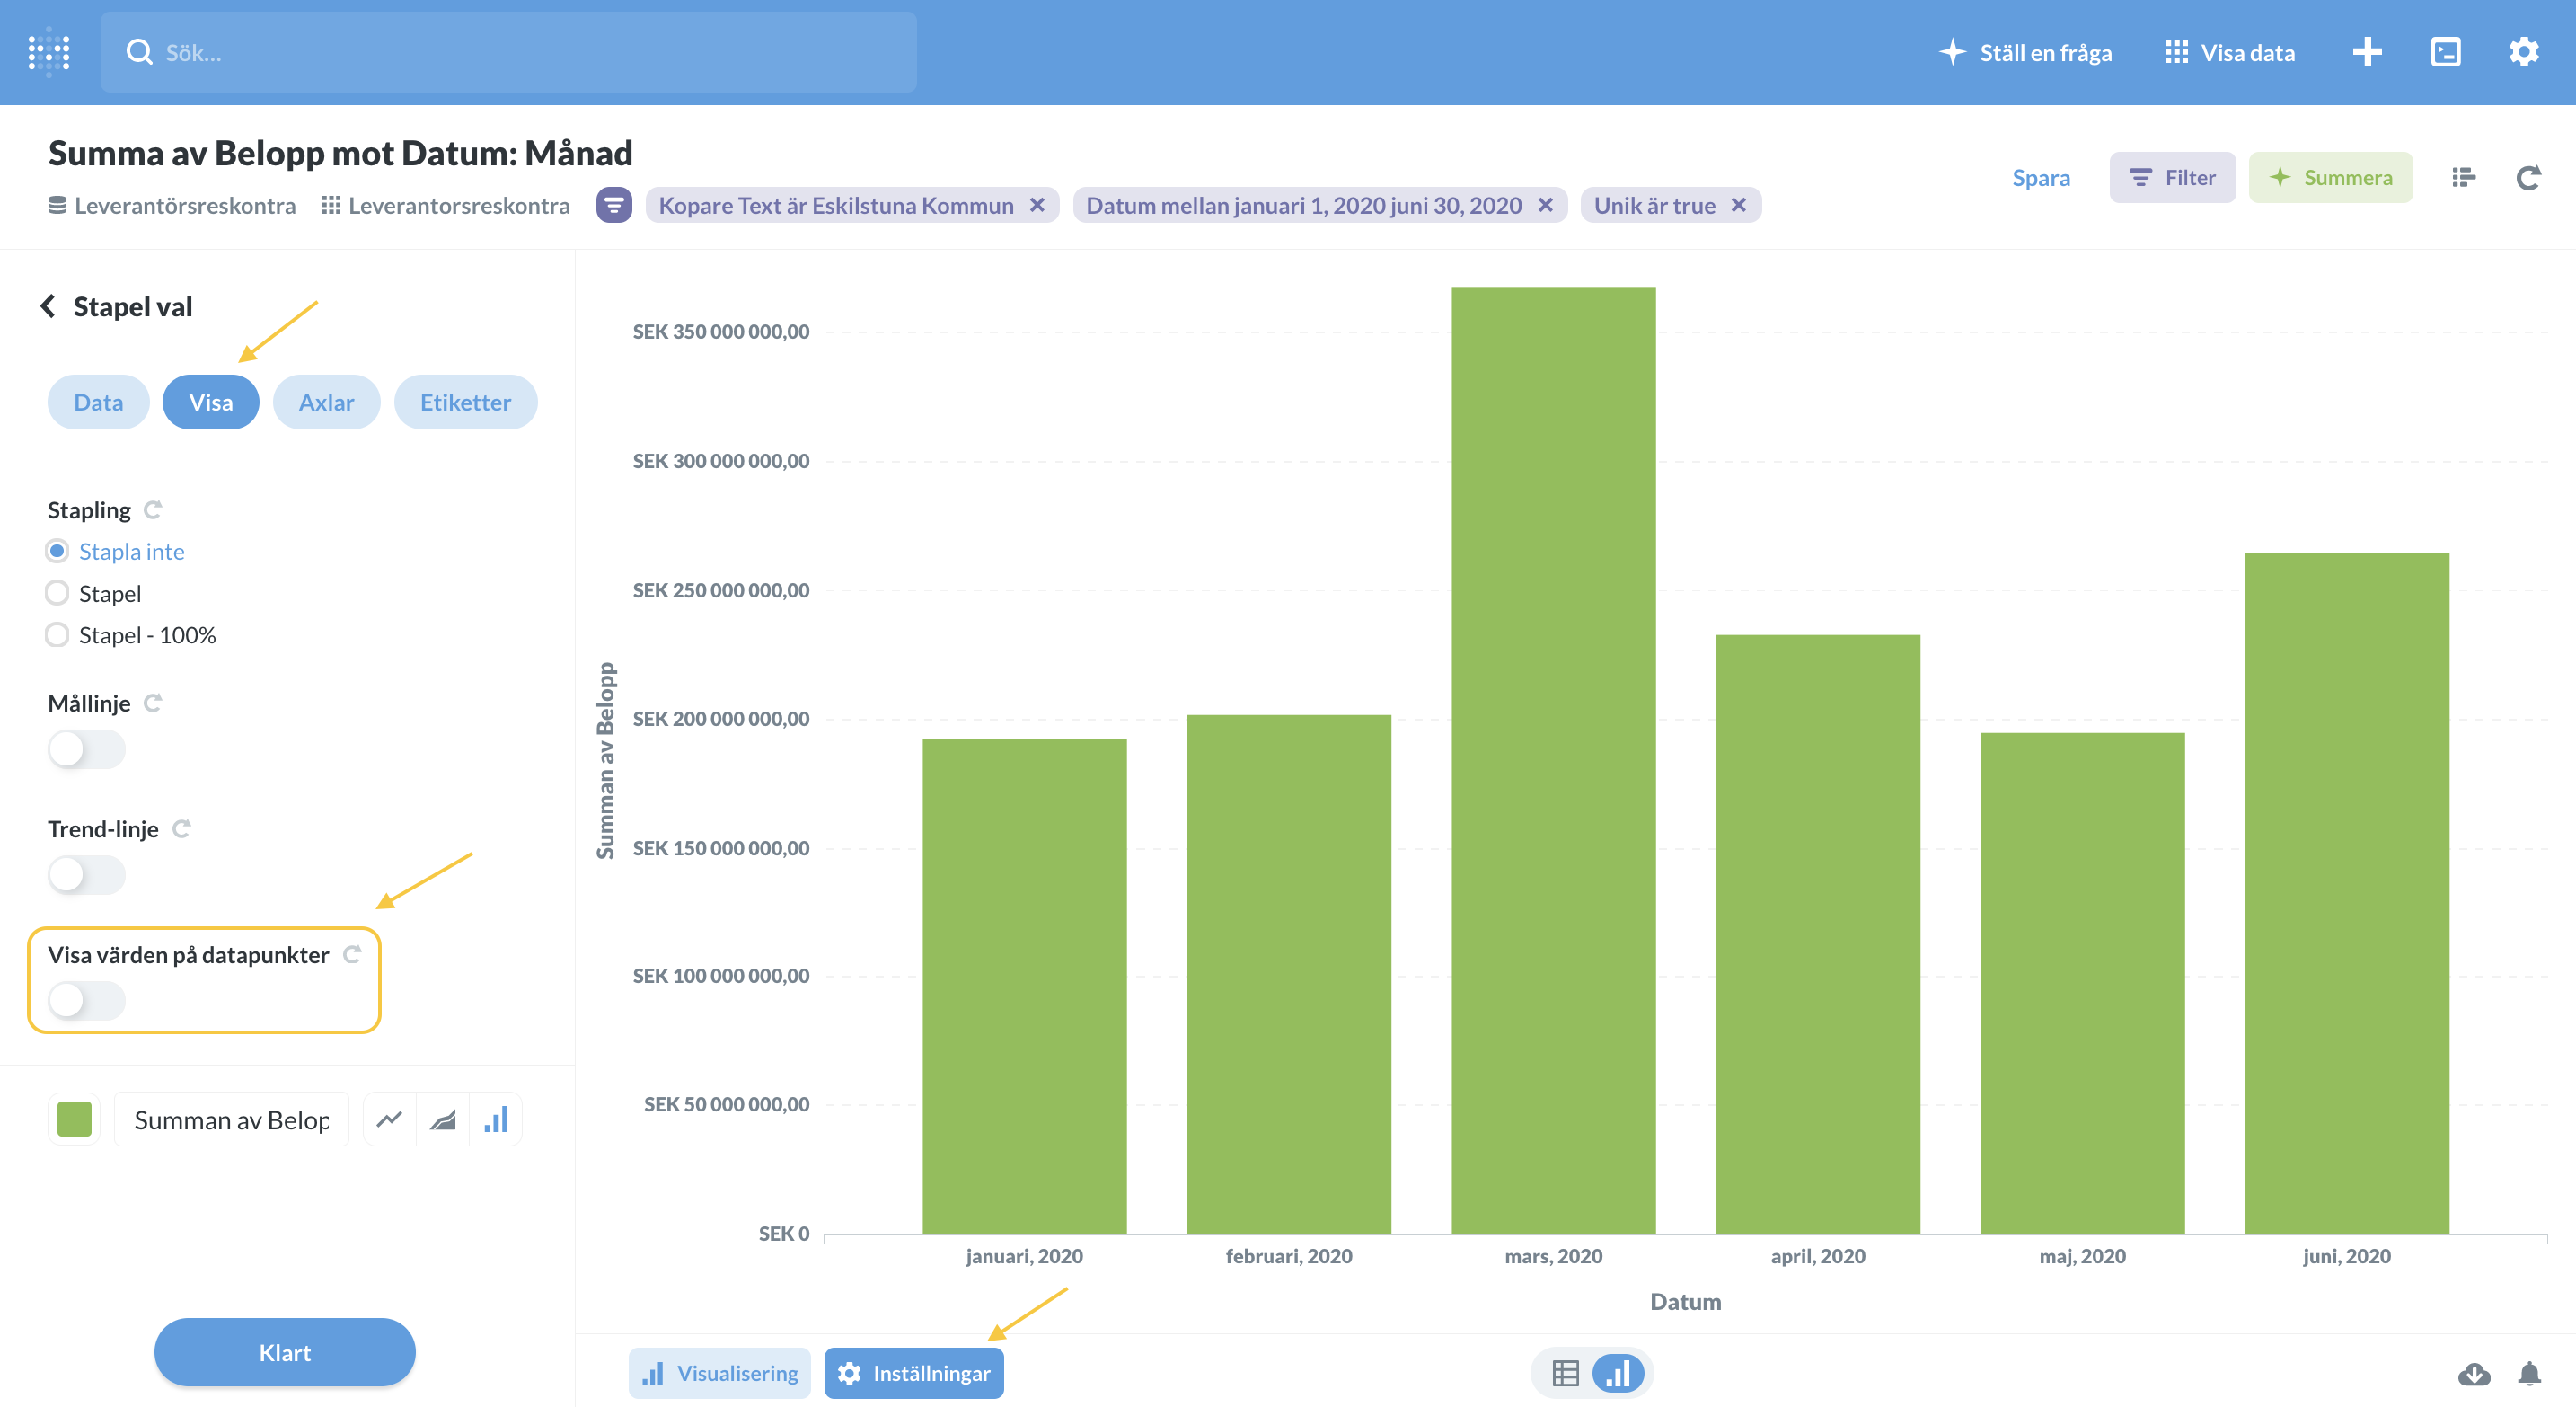 Sök...
Ställ en fråga
Visa data
Summa av Belopp mot Datum: Månad
Leverantörsreskontra
Leverantorsreskontra
Kopare Text är Eskilstuna Kommun
Datum mellan januari 1, 2020 juni 30, 2020
Unik är true
Spara
Filter
Summera
Stapel val
Data
Visa
Axlar
Etiketter
Stapling
Stapla inte
Stapel
Stapel - 100%
Mållinje
Trend-linje
Visa värden på datapunkter
Summan av Belop
Klart
Summan av Belopp
SEK 350 000 000,00
SEK 300 000 000,00
SEK 250 000 000,00
SEK 200 000 000,00
SEK 150 000 000,00
SEK 100 000 000,00
SEK 50 000 000,00
SEK 0
januari, 2020
februari, 2020
mars, 2020
april, 2020
maj, 2020
juni, 2020
Datum
Visualisering
Inställningar